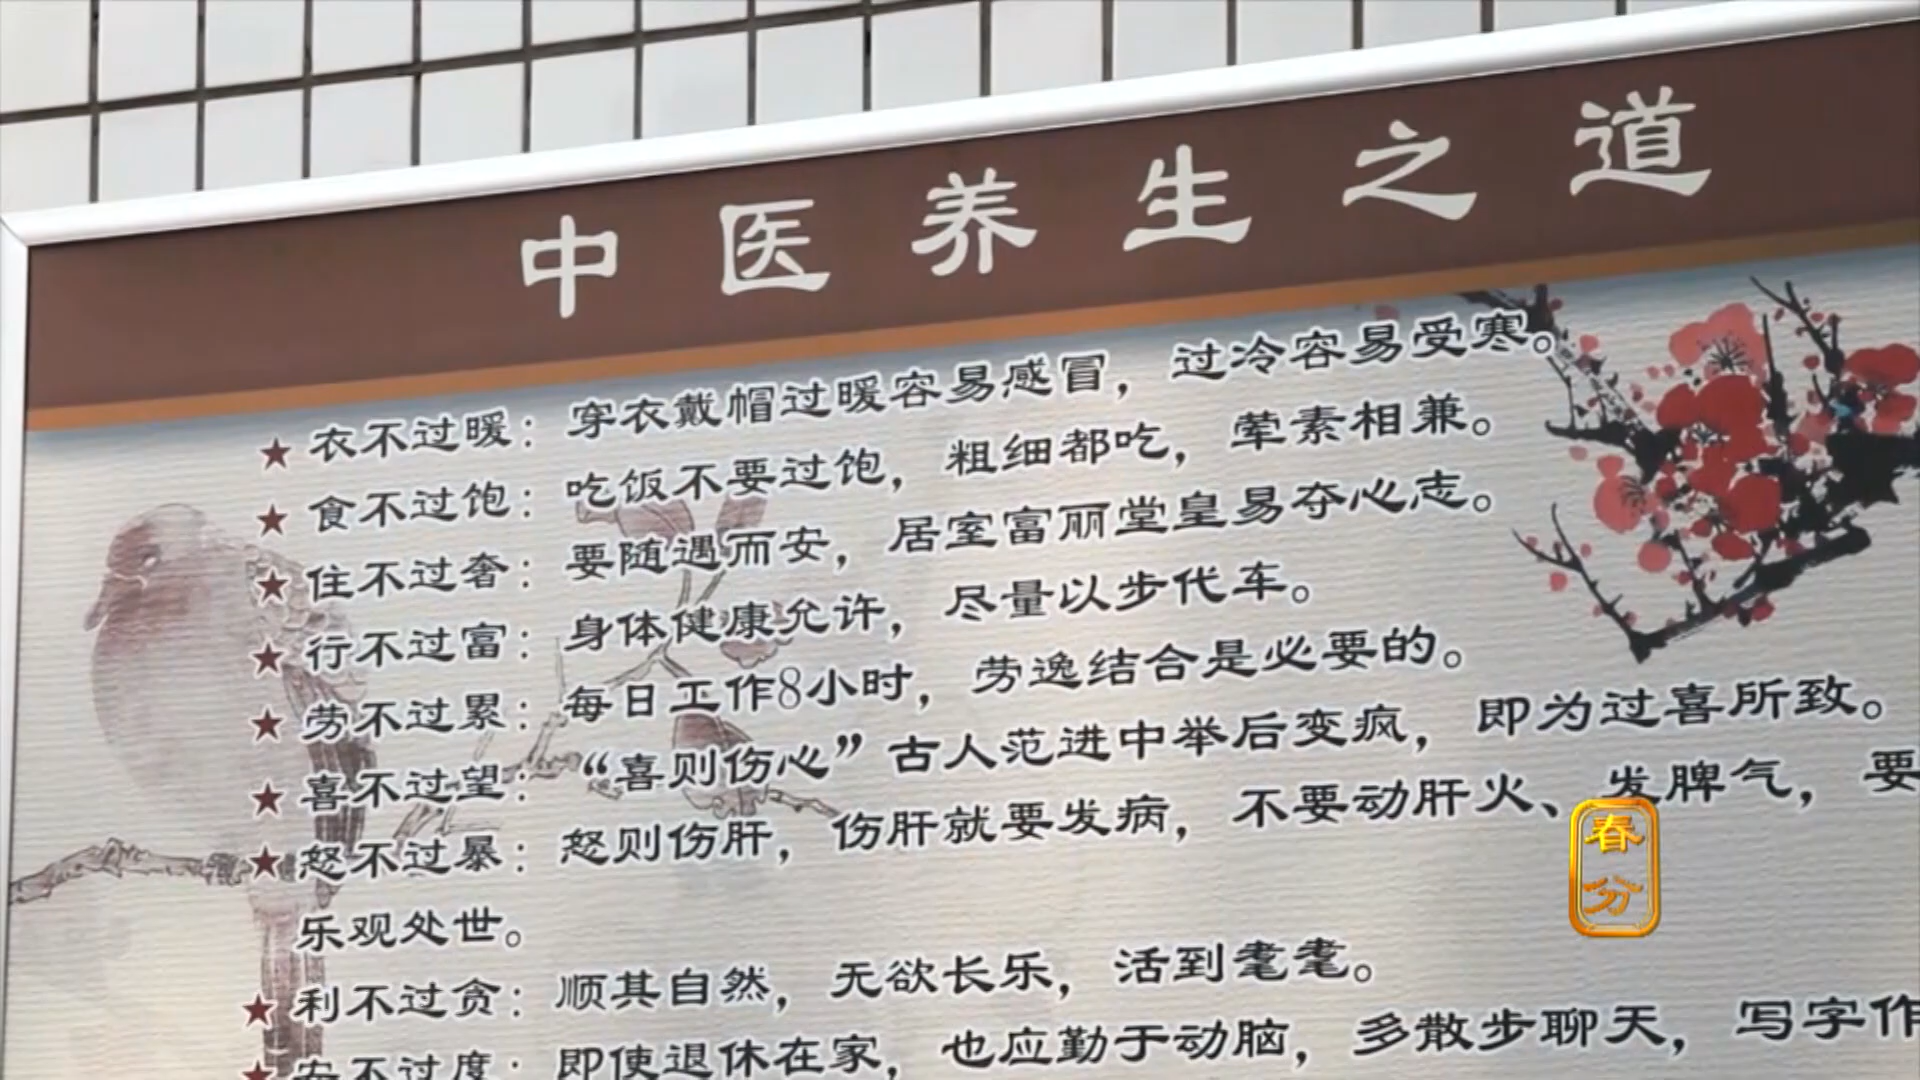 中医养生之道
★ 衣不过暖：穿衣戴帽过暖容易感冒，过冷容易受寒。
★ 食不过饱：吃饭不要过饱，粗细都吃，荤素相兼。
★ 住不过奢：要随遇而安，居室富丽堂皇易夺心志。
★ 行不过富：身体健康允许，尽量以步代车。
★ 劳不过累：每日工作8小时，劳逸结合是必要的。
★ 喜不过望：“喜则伤心”古人范进中举后变疯，即为过喜所致。
★ 怒不过暴：怒则伤肝，伤肝就要发病，不要动肝火、发脾气，要
乐观处世。
★ 利不过贪：顺其自然，无欲长乐，活到耄耄。
★ 安不过度：即使退休在家，也应勤于动脑，多散步聊天，写字作
春分